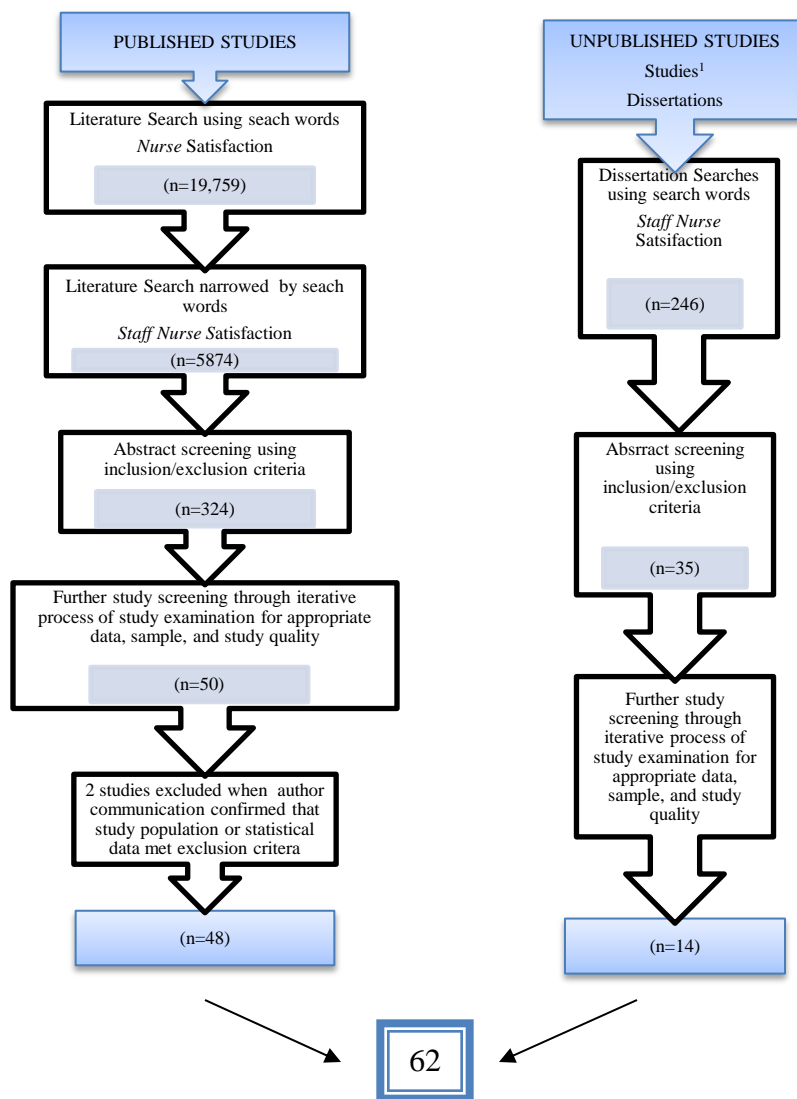 PUBLISHED STUDIES
Literature Search using seach words
Nurse Satisfaction
(n=19,759)
Literature Search narrowed by seach
words
Staff Nurse Satisfaction
(n=5874)
Abstract screening using
inclusion/exclusion criteria
(n=324)
Further study screening through iterative
process of study examination for appropriate
data, sample, and study quality
(n=50)
2 studies excluded when author
communication confirmed that
study population or statistical
data met exclusion criteria
(n=48)
UNPUBLISHED STUDIES
Studies¹
Dissertations
Dissertation Searches
using search words
Staff Nurse
Satsifaction
(n=246)
Absrract screening
using
inclusion/exclusion
criteria
(n=35)
Further study
screening through
iterative process of
study examination for
appropriate data,
sample, and study
quality
(n=14)
62